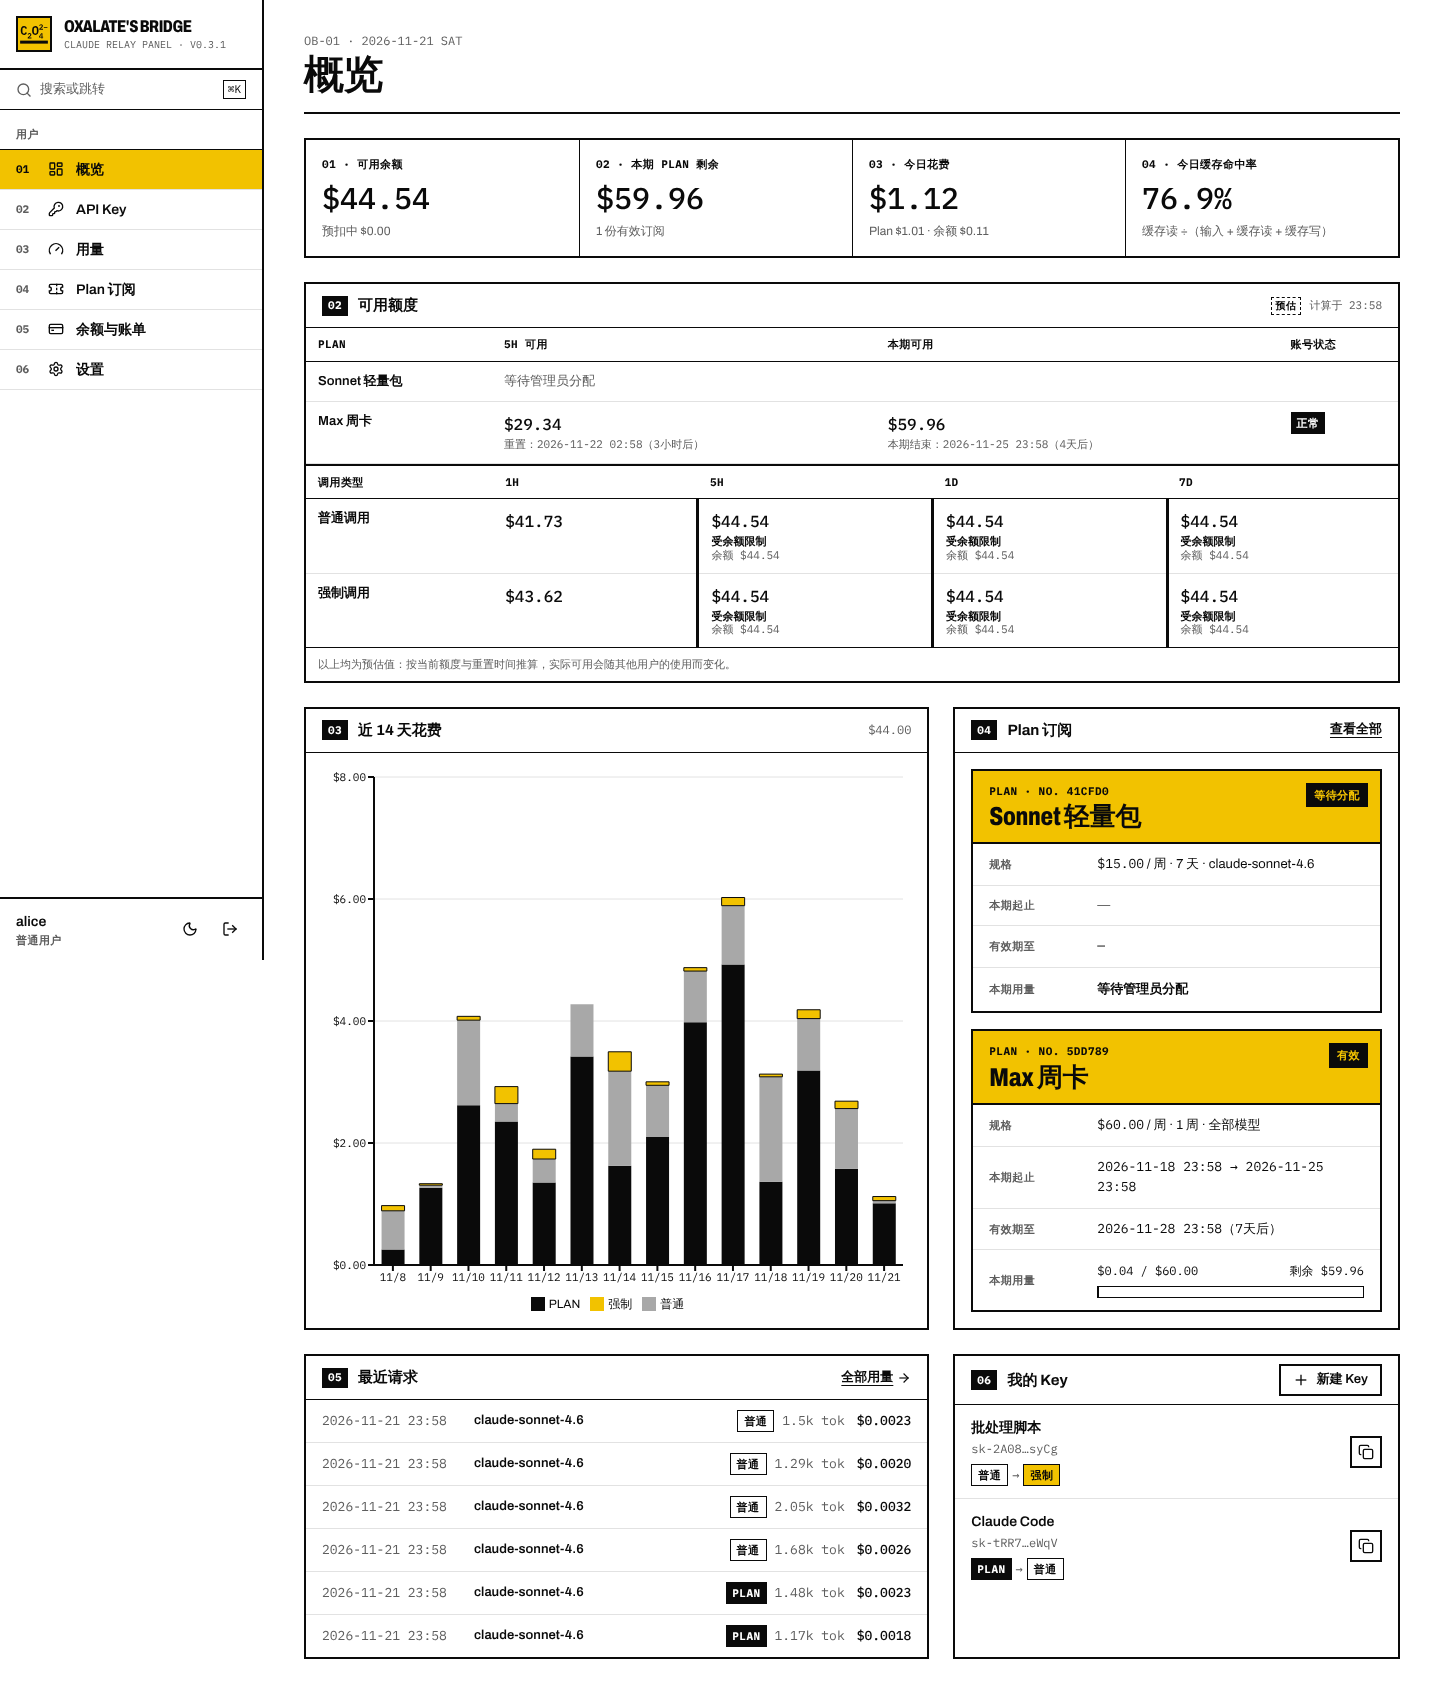 C₂O₄²⁻
OXALATE'S BRIDGE
CLAUDE RELAY PANEL · V0.3.1
搜索或跳转 ⌘K
用户
01 概览
02 API Key
03 用量
04 Plan 订阅
05 余额与账单
06 设置
alice
普通用户
OB-01 · 2026-11-21 SAT
概览
01 · 可用余额
$44.54
预扣中 $0.00
02 · 本期 PLAN 剩余
$59.96
1 份有效订阅
03 · 今日花费
$1.12
Plan $1.01 · 余额 $0.11
04 · 今日缓存命中率
76.9%
缓存读 ÷（输入 + 缓存读 + 缓存写）
02 可用额度 预估 计算于 23:58
PLAN 5H 可用 本期可用 账号状态
Sonnet 轻量包 等待管理员分配
Max 周卡 $29.34 $59.96 正常
重置：2026-11-22 02:58（3小时后） 本期结束：2026-11-25 23:58（4天后）
调用类型 1H 5H 1D 7D
普通调用 $41.73 $44.54 $44.54 $44.54
受余额限制 受余额限制 受余额限制
余额 $44.54 余额 $44.54 余额 $44.54
强制调用 $43.62 $44.54 $44.54 $44.54
受余额限制 受余额限制 受余额限制
余额 $44.54 余额 $44.54 余额 $44.54
以上均为预估值：按当前额度与重置时间推算，实际可用会随其他用户的使用而变化。
03 近 14 天花费 $44.00
$8.00
$6.00
$4.00
$2.00
$0.00
11/8 11/9 11/10 11/11 11/12 11/13 11/14 11/15 11/16 11/17 11/18 11/19 11/20 11/21
PLAN 强制 普通
04 Plan 订阅 查看全部
PLAN · NO. 41CFD0 等待分配
Sonnet 轻量包
规格 $15.00 / 周 · 7 天 · claude-sonnet-4.6
本期起止 —
有效期至 —
本期用量 等待管理员分配
PLAN · NO. 5DD789 有效
Max 周卡
规格 $60.00 / 周 · 1 周 · 全部模型
本期起止 2026-11-18 23:58 → 2026-11-25
23:58
有效期至 2026-11-28 23:58（7天后）
本期用量 $0.04 / $60.00 剩余 $59.96
05 最近请求 全部用量 →
2026-11-21 23:58 claude-sonnet-4.6 普通 1.5k tok $0.0023
2026-11-21 23:58 claude-sonnet-4.6 普通 1.29k tok $0.0020
2026-11-21 23:58 claude-sonnet-4.6 普通 2.05k tok $0.0032
2026-11-21 23:58 claude-sonnet-4.6 普通 1.68k tok $0.0026
2026-11-21 23:58 claude-sonnet-4.6 PLAN 1.48k tok $0.0023
2026-11-21 23:58 claude-sonnet-4.6 PLAN 1.17k tok $0.0018
06 我的 Key + 新建 Key
批处理脚本
sk-2A08…syCg
普通 → 强制
Claude Code
sk-tRR7…eWqV
PLAN → 普通